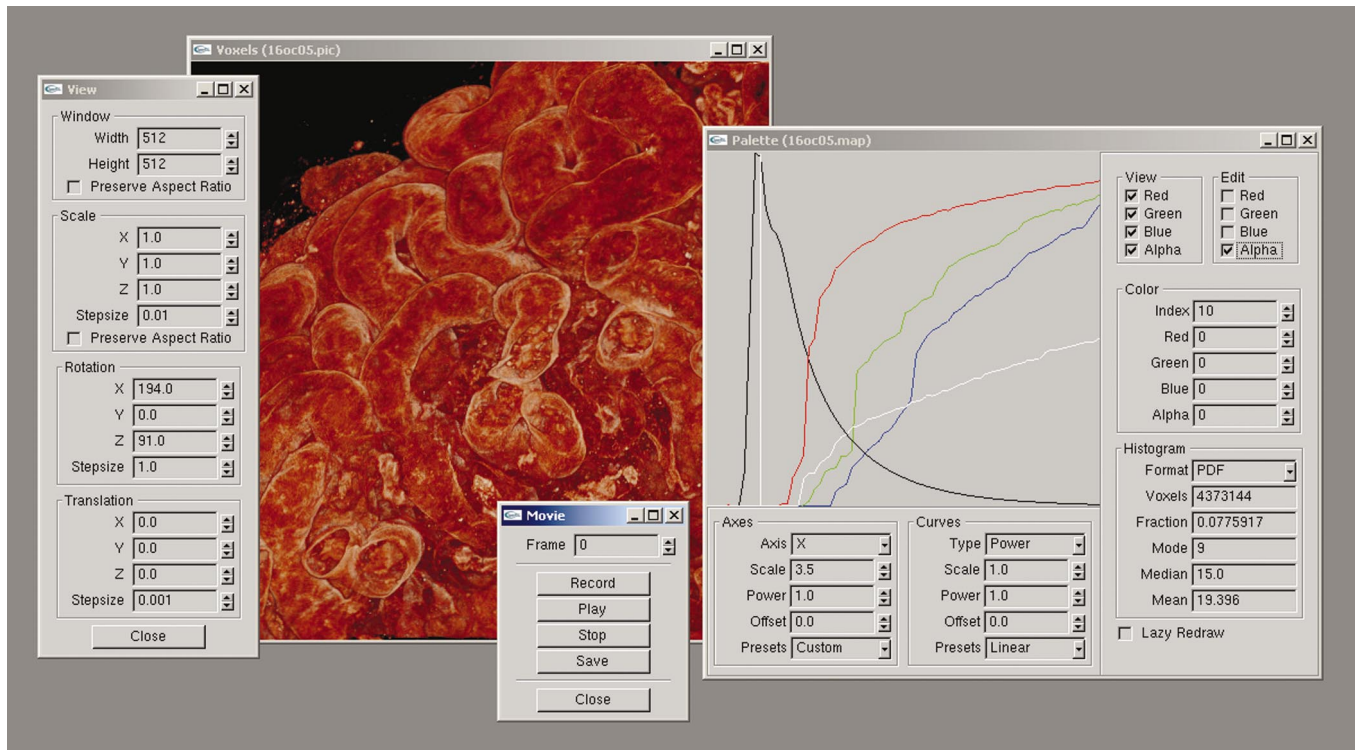 Voxels (16oc05.pic)
View
Window
Width 512
Height 512
Preserve Aspect Ratio
Scale
X 1.0
Y 1.0
Z 1.0
Stepsize 0.01
Preserve Aspect Ratio
Rotation
X 194.0
Y 0.0
Z 91.0
Stepsize 1.0
Translation
X 0.0
Y 0.0
Z 0.0
Stepsize 0.001
Close
Movie
Frame 0
Record
Play
Stop
Save
Close
Palette (16oc05.map)
View
Red
Green
Blue
Alpha
Edit
Red
Green
Blue
Alpha
Color
Index 10
Red 0
Green 0
Blue 0
Alpha 0
Histogram
Format PDF
Voxels 4373144
Fraction 0.0775917
Mode 9
Median 15.0
Mean 19.396
Lazy Redraw
Axes
Axis X
Scale 3.5
Power 1.0
Offset 0.0
Presets Custom
Curves
Type Power
Scale 1.0
Power 1.0
Offset 0.0
Presets Linear